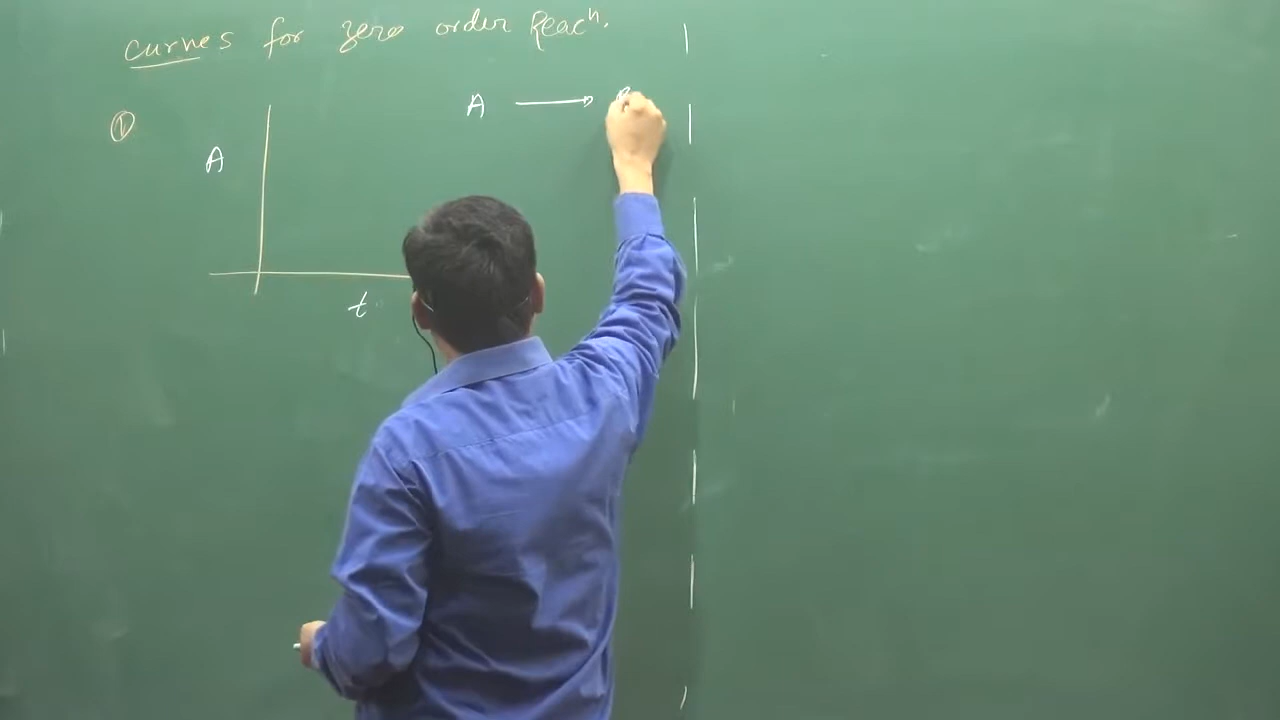 curves for zero order Reacⁿ.
① A
A ⟶
t